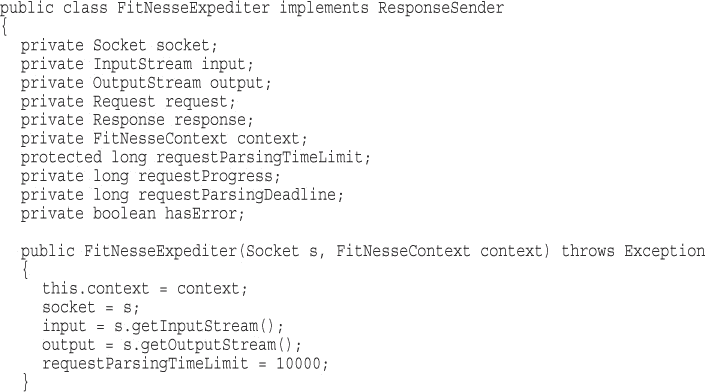 public class FitNesseExpediter implements ResponseSender
{
private Socket socket;
private InputStream input;
private OutputStream output;
private Request request;
private Response response;
private FitNesseContext context;
protected long requestParsingTimeLimit;
private long requestProgress;
private long requestParsingDeadline;
private boolean hasError;
public FitNesseExpediter(Socket s, FitNesseContext context) throws Exception
{
this.context = context;
socket = s;
input = s.getInputStream();
output = s.getOutputStream();
requestParsingTimeLimit = 10000;
}